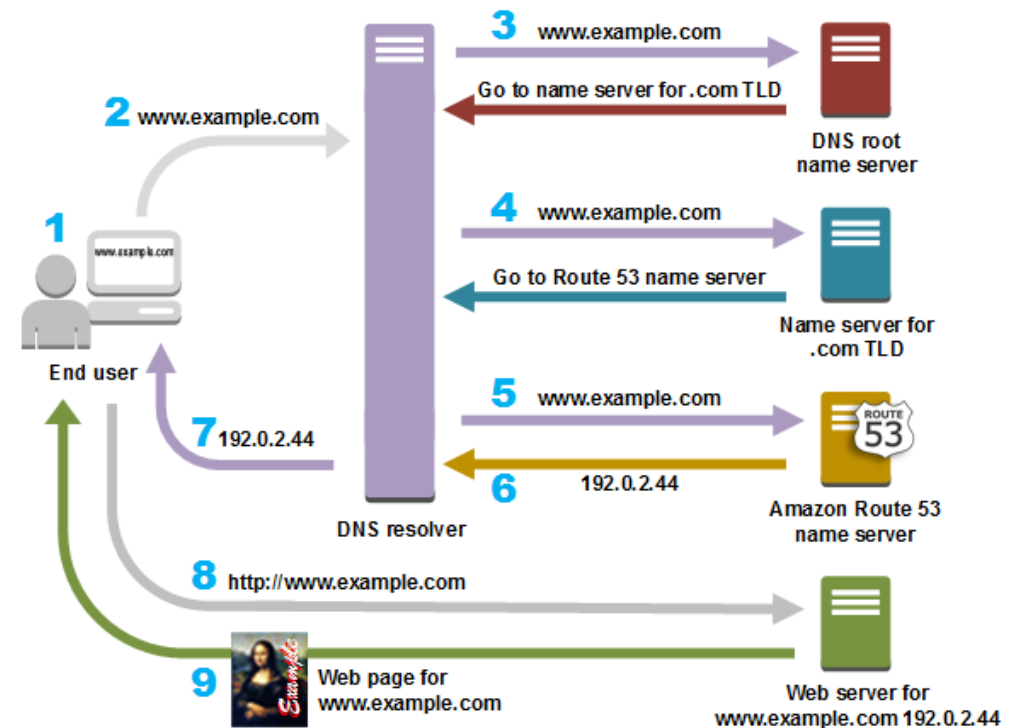 3 www.example.com
Go to name server for .com TLD
DNS root
name server
2 www.example.com
1
www.example.com
End user
4 www.example.com
Go to Route 53 name server
Name server for
.com TLD
5 www.example.com
ROUTE
53
6 192.0.2.44
Amazon Route 53
name server
7 192.0.2.44
DNS resolver
8 http://www.example.com
9
Example
Web page for
www.example.com
Web server for
www.example.com 192.0.2.44